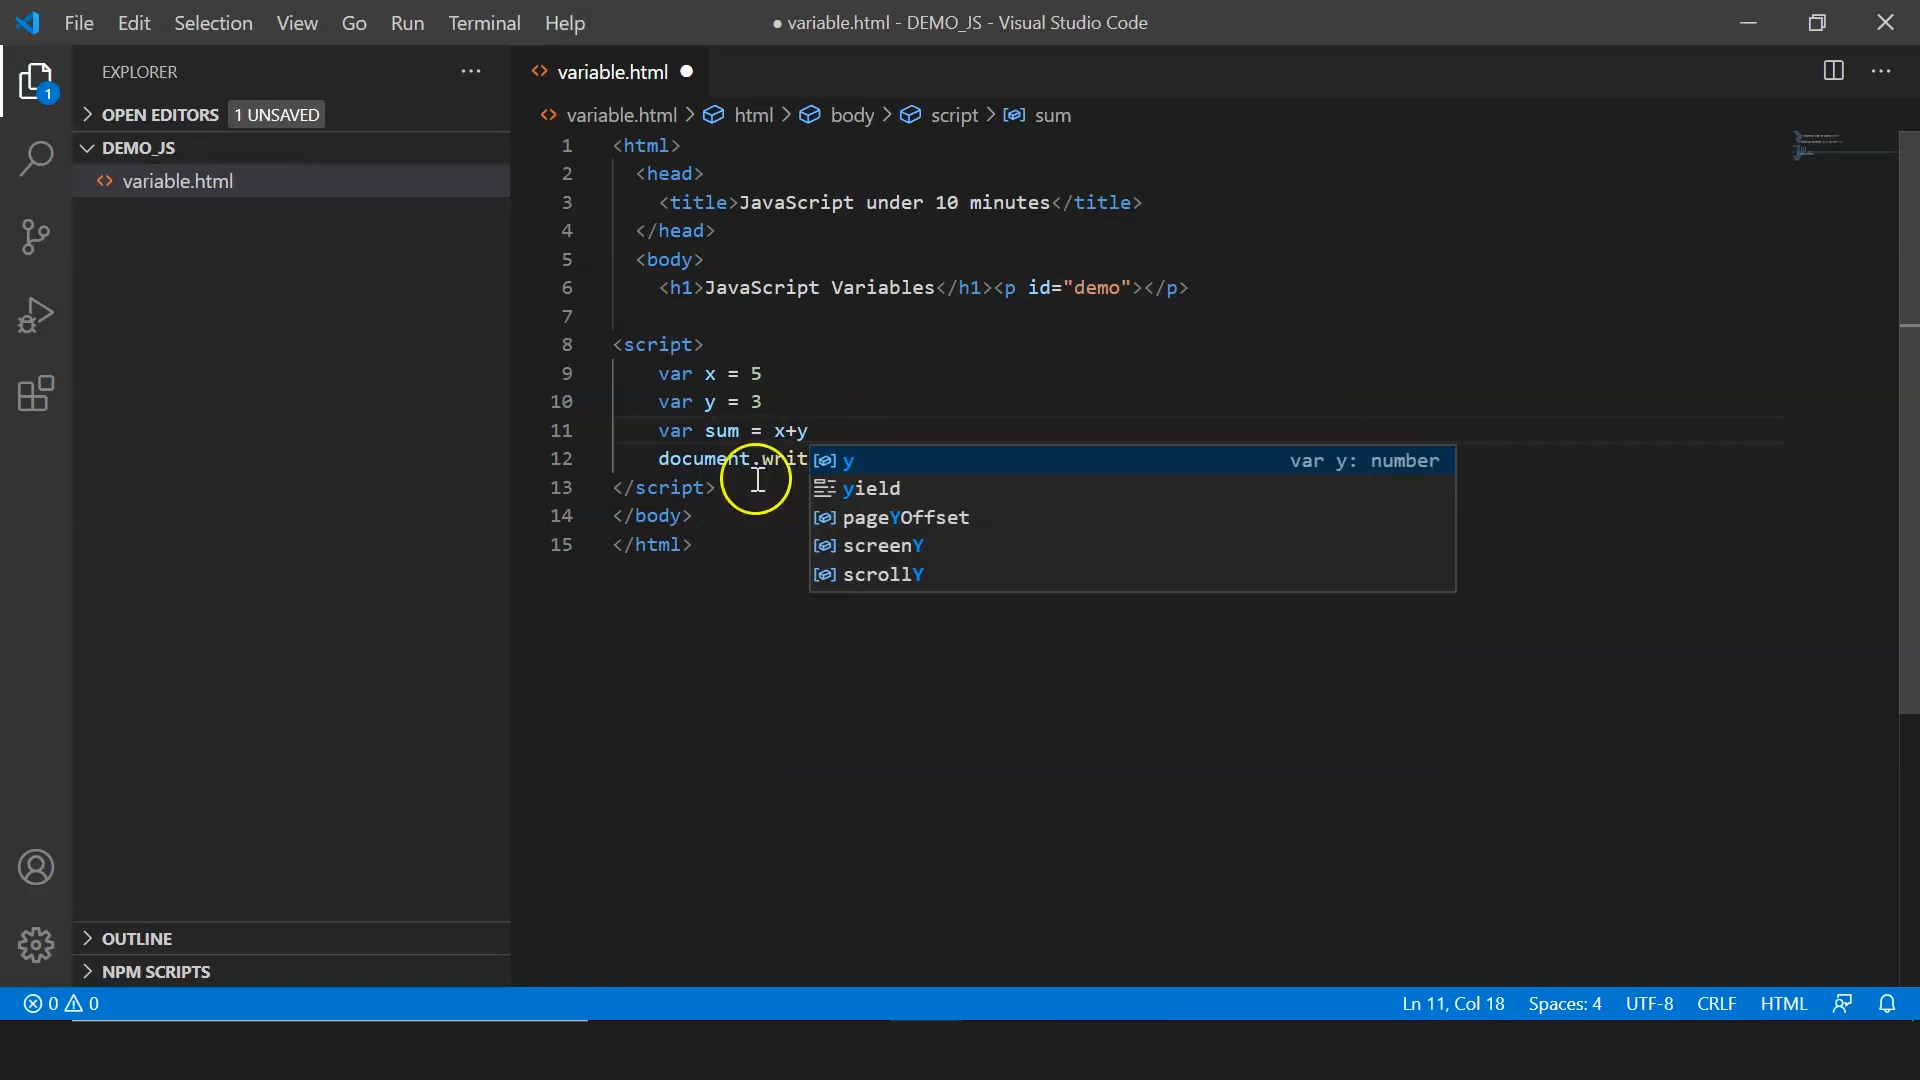 File Edit Selection View Go Run Terminal Help ● variable.html - DEMO_JS - Visual Studio Code
EXPLORER
OPEN EDITORS 1 UNSAVED
DEMO_JS
variable.html
OUTLINE
NPM SCRIPTS
1
variable.html
variable.html > html > body > script > sum
1 <html>
2 <head>
3 <title>JavaScript under 10 minutes</title>
4 </head>
5 <body>
6 <h1>JavaScript Variables</h1><p id="demo"></p>
7
8 <script>
9 var x = 5
10 var y = 3
11 var sum = x+y
12 document.writ
13 </script>
14 </body>
15 </html>
y var y: number
yield
pageYOffset
screenY
scrollY
0 0 Ln 11, Col 18 Spaces: 4 UTF-8 CRLF HTML